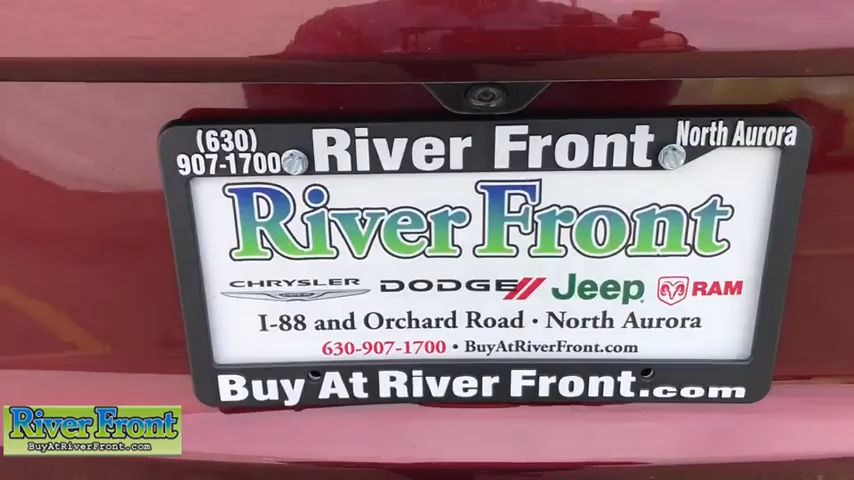 (630)
907-1700
River Front
North Aurora
River Front
CHRYSLER DODGE Jeep RAM
I-88 and Orchard Road · North Aurora
630-907-1700 · BuyAtRiverFront.com
Buy At River Front.com
River Front
BuyAtRiverFront.com